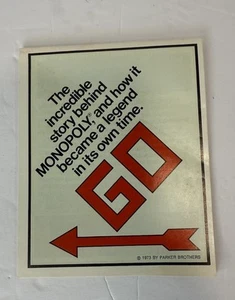 The
incredible
story behind
MONOPOLY® and how it
became a legend
in its own time.
GO
© 1973 BY PARKER BROTHERS